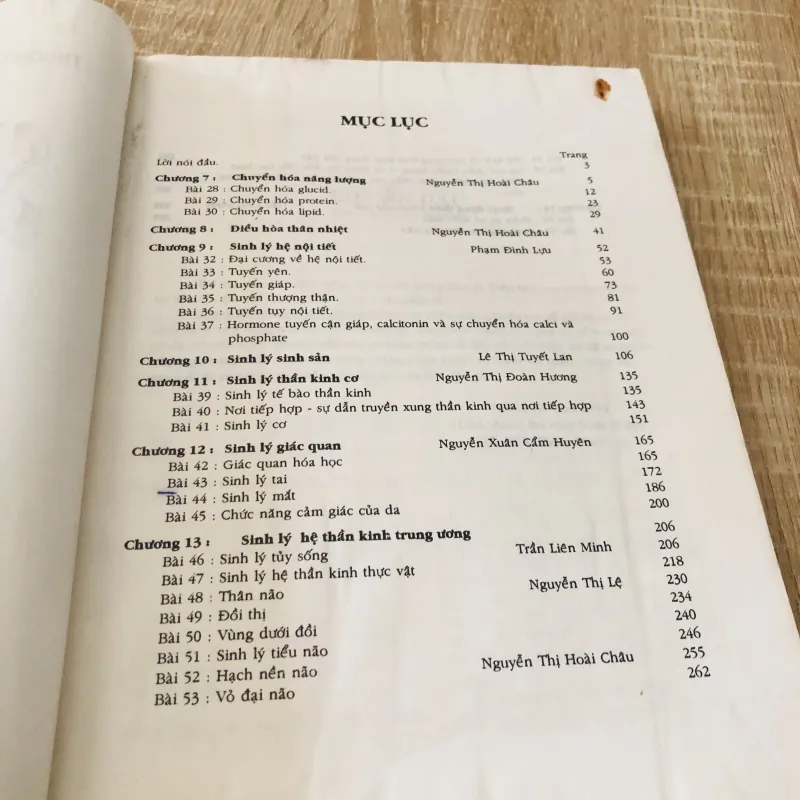 MỤC LỤC
Trang
Lời nói đầu. 3
Chương 7 : Chuyển hóa năng lượng Nguyễn Thị Hoài Châu 5
Bài 28 : Chuyển hóa glucid. 12
Bài 29 : Chuyển hóa protein. 23
Bài 30 : Chuyển hóa lipid. 29
Chương 8 : Điều hòa thân nhiệt Nguyễn Thị Hoài Châu 41
Chương 9 : Sinh lý hệ nội tiết Phạm Đình Lựu 52
Bài 32 : Đại cương về hệ nội tiết. 53
Bài 33 : Tuyến yên. 60
Bài 34 : Tuyến giáp. 73
Bài 35 : Tuyến thượng thận. 81
Bài 36 : Tuyến tụy nội tiết. 91
Bài 37 : Hormone tuyến cận giáp, calcitonin và sự chuyển hóa calci và
phosphate 100
Chương 10 : Sinh lý sinh sản Lê Thị Tuyết Lan 106
Chương 11 : Sinh lý thần kinh cơ Nguyễn Thị Đoàn Hương 135
Bài 39 : Sinh lý tế bào thần kinh 135
Bài 40 : Nơi tiếp hợp - sự dẫn truyền xung thần kinh qua nơi tiếp hợp 143
Bài 41 : Sinh lý cơ 151
Chương 12 : Sinh lý giác quan Nguyễn Xuân Cẩm Huyên 165
Bài 42 : Giác quan hóa học 165
Bài 43 : Sinh lý tai 172
Bài 44 : Sinh lý mắt 186
Bài 45 : Chức năng cảm giác của da 200
Chương 13 : Sinh lý hệ thần kinh trung ương 206
Bài 46 : Sinh lý tủy sống Trần Liên Minh 206
Bài 47 : Sinh lý hệ thần kinh thực vật 218
Bài 48 : Thân não Nguyễn Thị Lệ 230
Bài 49 : Đồi thị 234
Bài 50 : Vùng dưới đồi 240
Bài 51 : Sinh lý tiểu não 246
Bài 52 : Hạch nền não Nguyễn Thị Hoài Châu 255
Bài 53 : Vỏ đại não 262